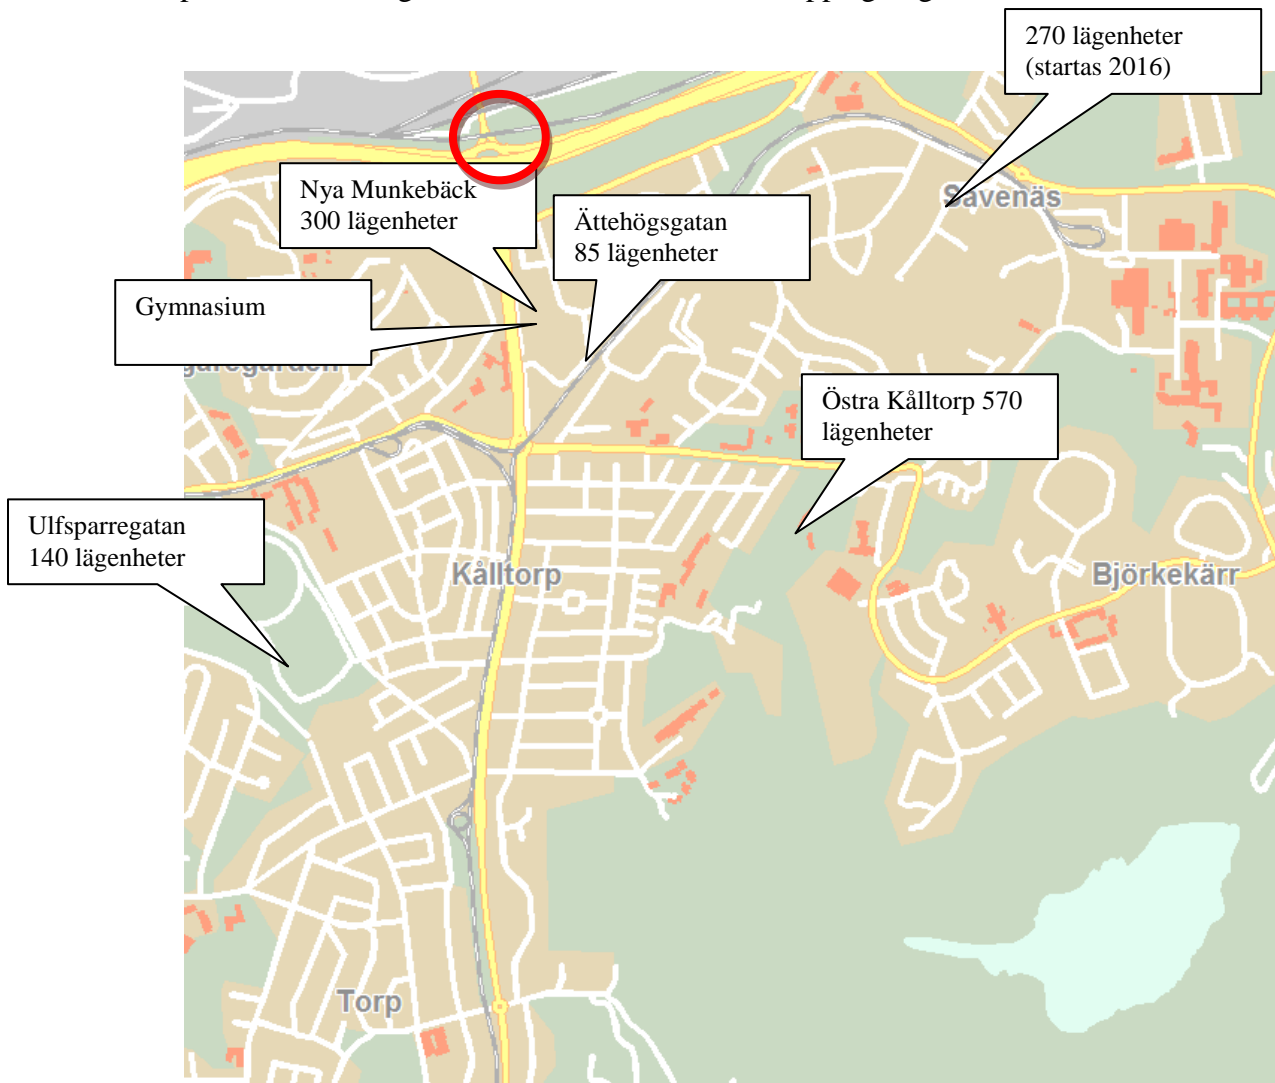 270 lägenheter
(startas 2016)
Nya Munkebäck
300 lägenheter
Ättehögsgatan
85 lägenheter
Sävenäs
Gymnasium
Östra Kålltorp 570
lägenheter
Ulfsparregatan
140 lägenheter
Kålltorp
Björkekärr
Torp